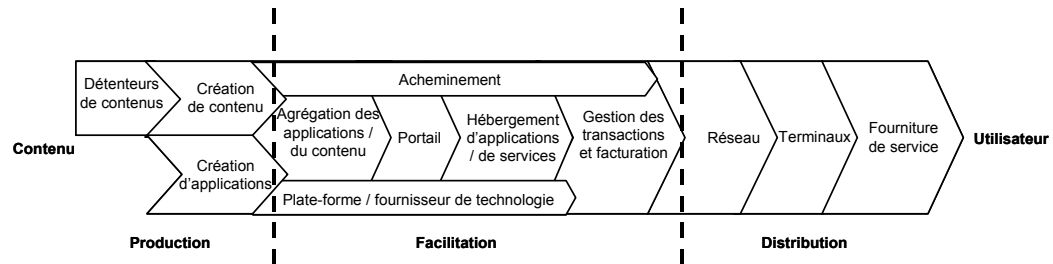 Détenteurs
de contenus
Création
de contenu
Acheminement
Agrégation des
applications /
du contenu
Portail
Hébergement
d'applications
/ de services
Gestion des
transactions
et facturation
Réseau
Terminaux
Fourniture
de service
Contenu
Utilisateur
Création
d'applications
Plate-forme / fournisseur de technologie
Production
Facilitation
Distribution